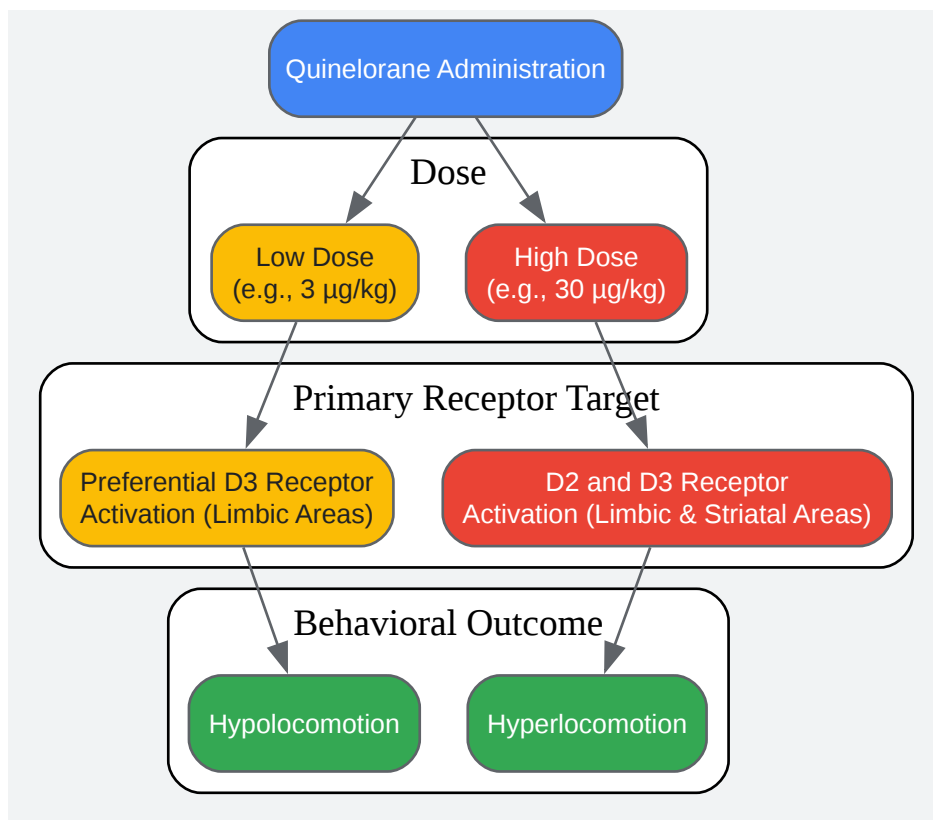 Quinelorane Administration
Dose
Low Dose
(e.g., 3 µg/kg)
High Dose
(e.g., 30 µg/kg)
Primary Receptor Target
Preferential D3 Receptor
Activation (Limbic Areas)
D2 and D3 Receptor
Activation (Limbic & Striatal Areas)
Behavioral Outcome
Hypolocomotion
Hyperlocomotion